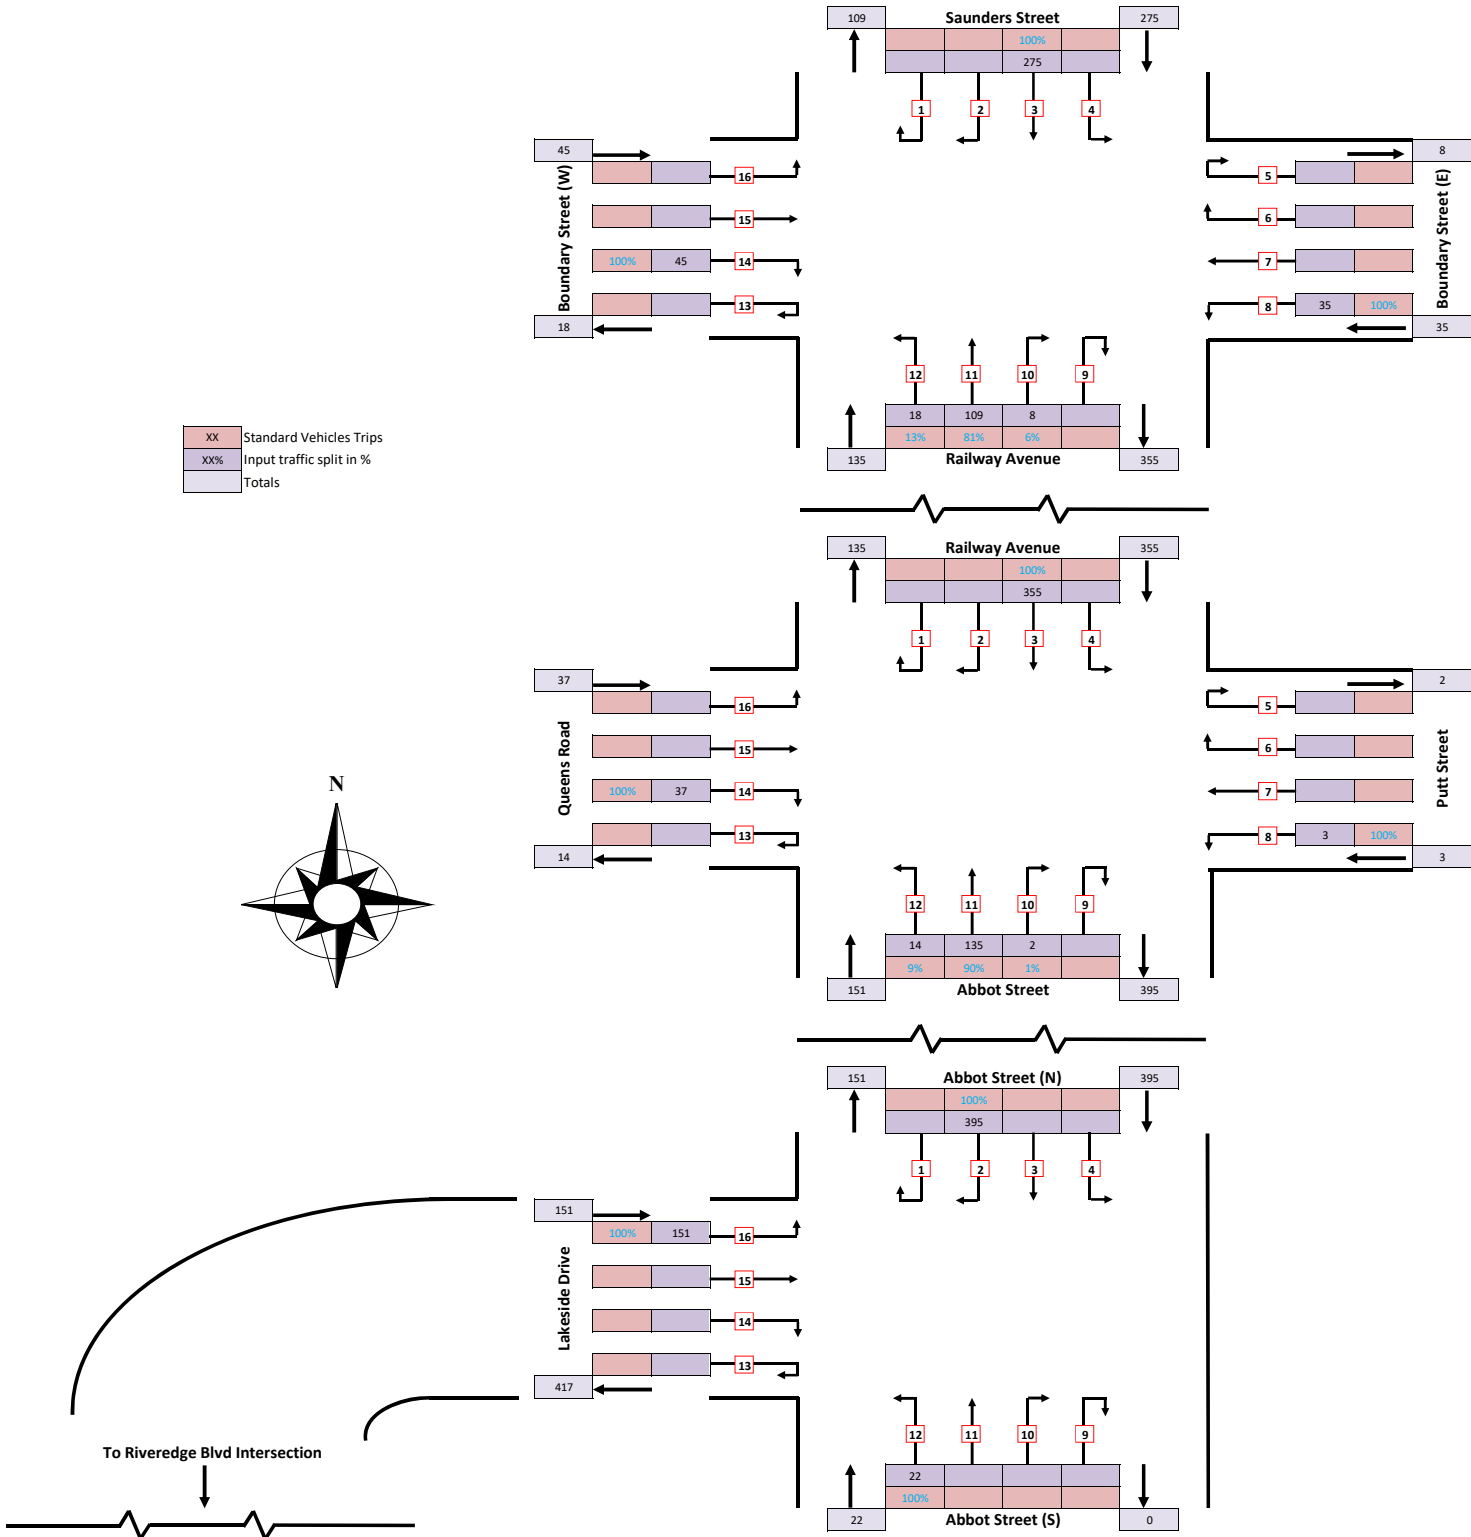 109 Saunders Street 275
100%
275
1 2 3 4
45
8
16
5
15
6
100% 45 14
7
13
8 35 100%
18
35
Boundary Street (W)
Boundary Street (E)
12 11 10 9
18 109 8
13% 81% 6%
135 Railway Avenue 355
XX Standard Vehicles Trips
XX% Input traffic split in %
Totals
135 Railway Avenue 355
100%
355
1 2 3 4
37
2
16
5
15
6
100% 37 14
7
13
8 3 100%
14
3
Queens Road
Putt Street
N
12 11 10 9
14 135 2
9% 90% 1%
151 Abbot Street 395
151 Abbot Street (N) 395
100%
395
1 2 3 4
151
100% 151 16
15
14
13
417
Lakeside Drive
12 11 10 9
To Riveredge Blvd Intersection
22
100%
22 Abbot Street (S) 0